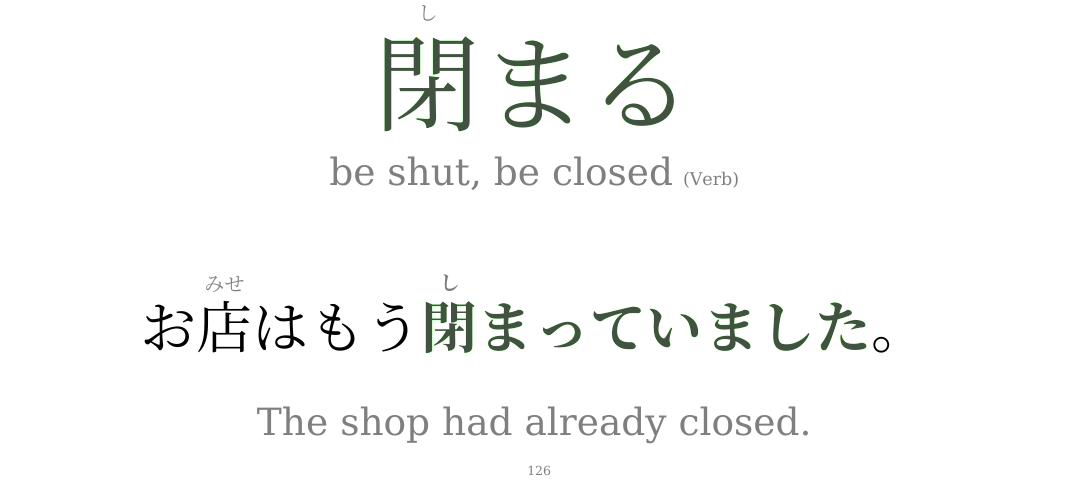 し
閉まる
be shut, be closed (Verb)
みせ し
お店はもう閉まっていました。
The shop had already closed.
126